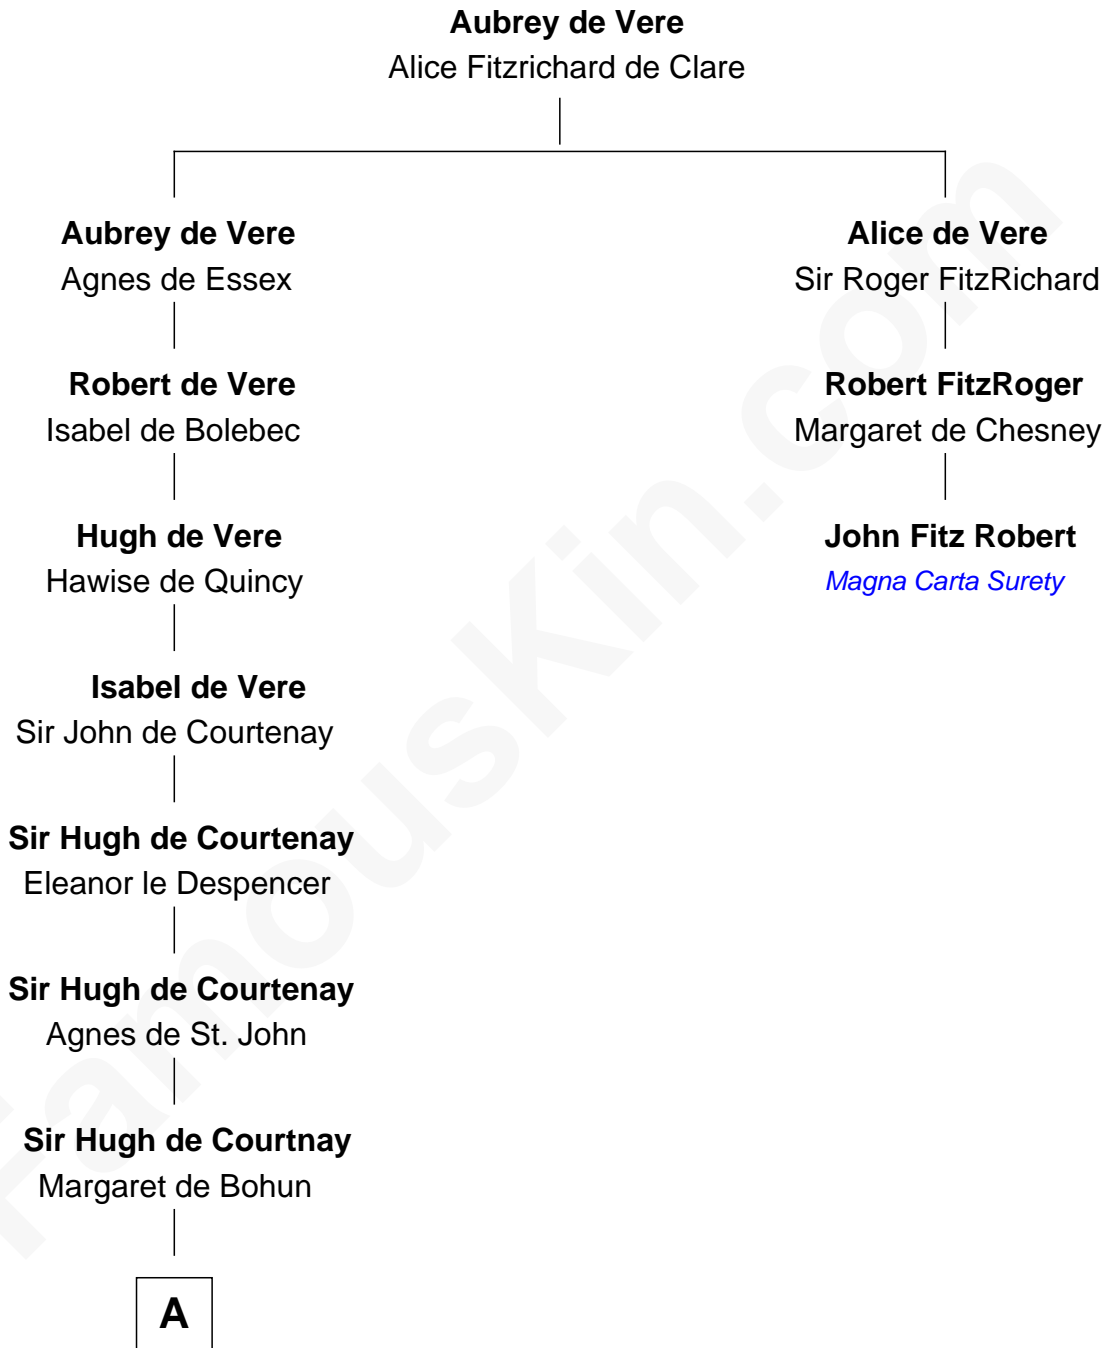 Aubrey de Vere
Alice Fitzrichard de Clare
Aubrey de Vere
Agnes de Essex
Alice de Vere
Sir Roger FitzRichard
Robert de Vere
Isabel de Bolebec
Robert FitzRoger
Margaret de Chesney
Hugh de Vere
Hawise de Quincy
John Fitz Robert
Magna Carta Surety
Isabel de Vere
Sir John de Courtenay
Sir Hugh de Courtenay
Eleanor le Despencer
Sir Hugh de Courtenay
Agnes de St. John
Sir Hugh de Courtnay
Margaret de Bohun
A
FamousKin.com